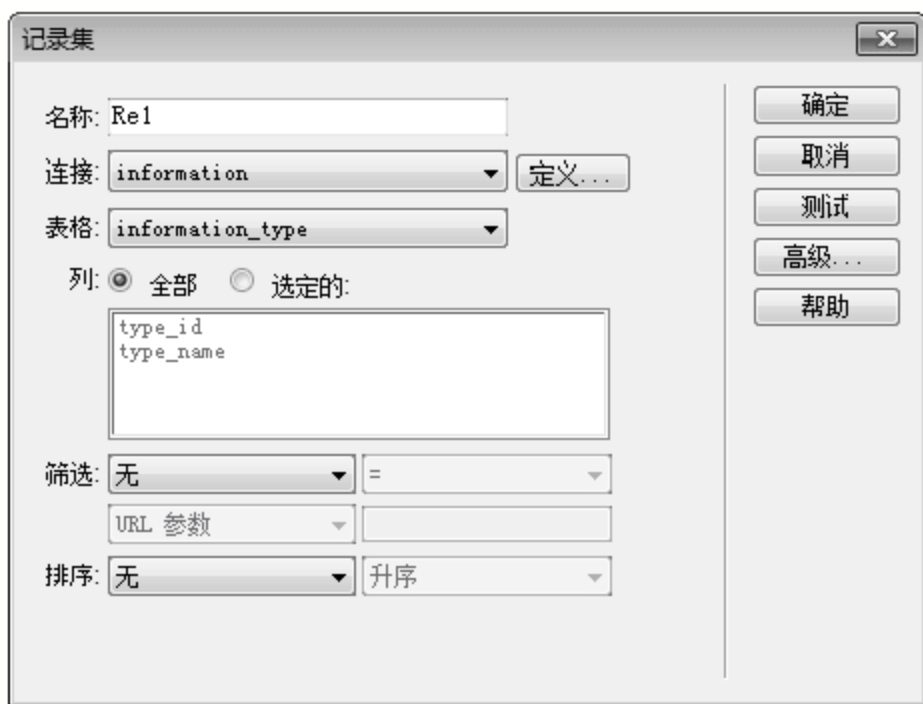 记录集
名称: Re1
连接: information 定义...
表格: information_type
列: 全部 选定的:
type_id
type_name
筛选: 无 =
URL 参数
排序: 无 升序
确定
取消
测试
高级...
帮助